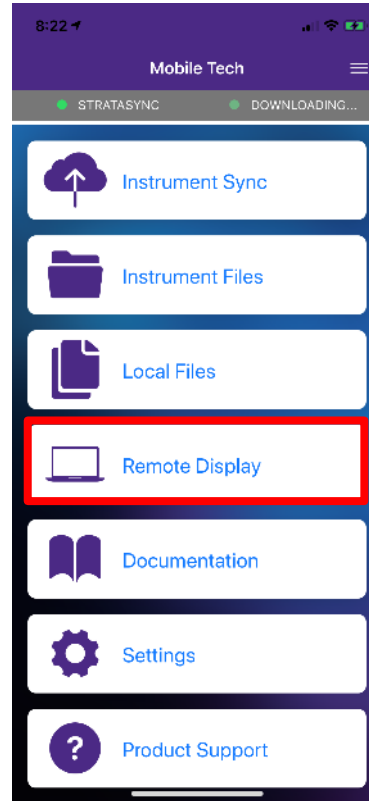 8:22
Mobile Tech
STRATASYNC DOWNLOADING...
Instrument Sync
Instrument Files
Local Files
Remote Display
Documentation
Settings
?
Product Support